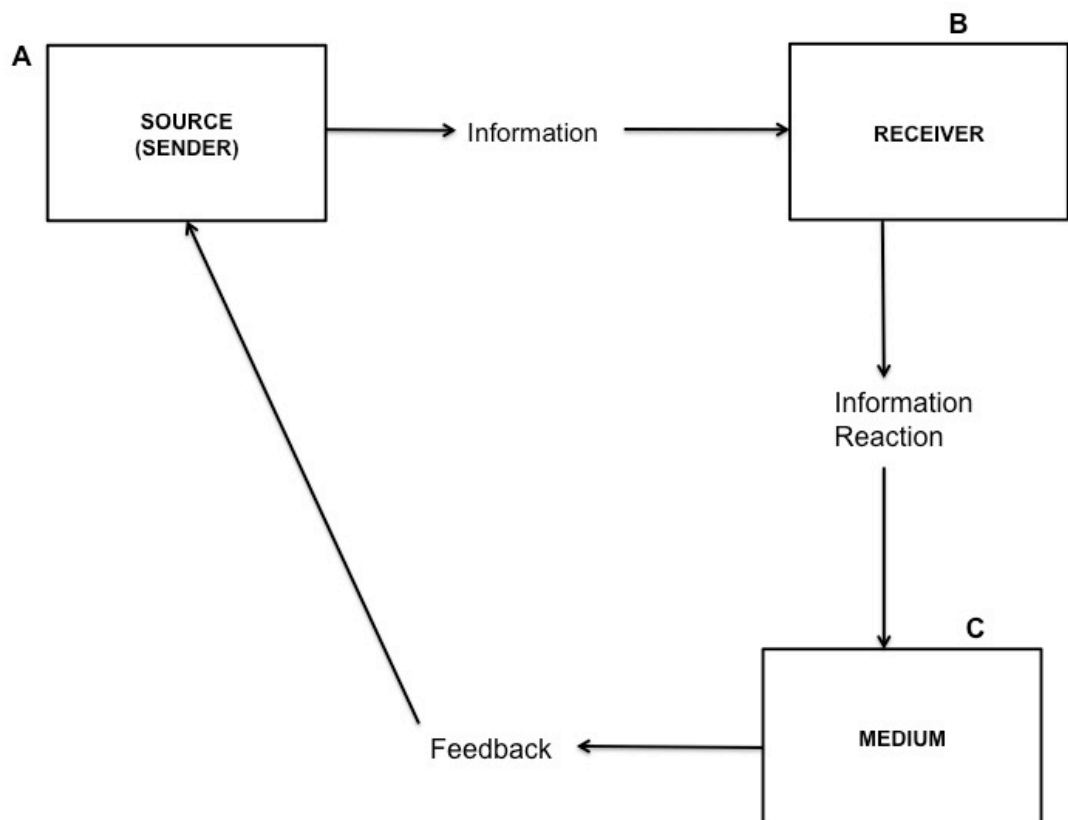 A
SOURCE
(SENDER)
Information
B
RECEIVER
Information
Reaction
C
MEDIUM
Feedback